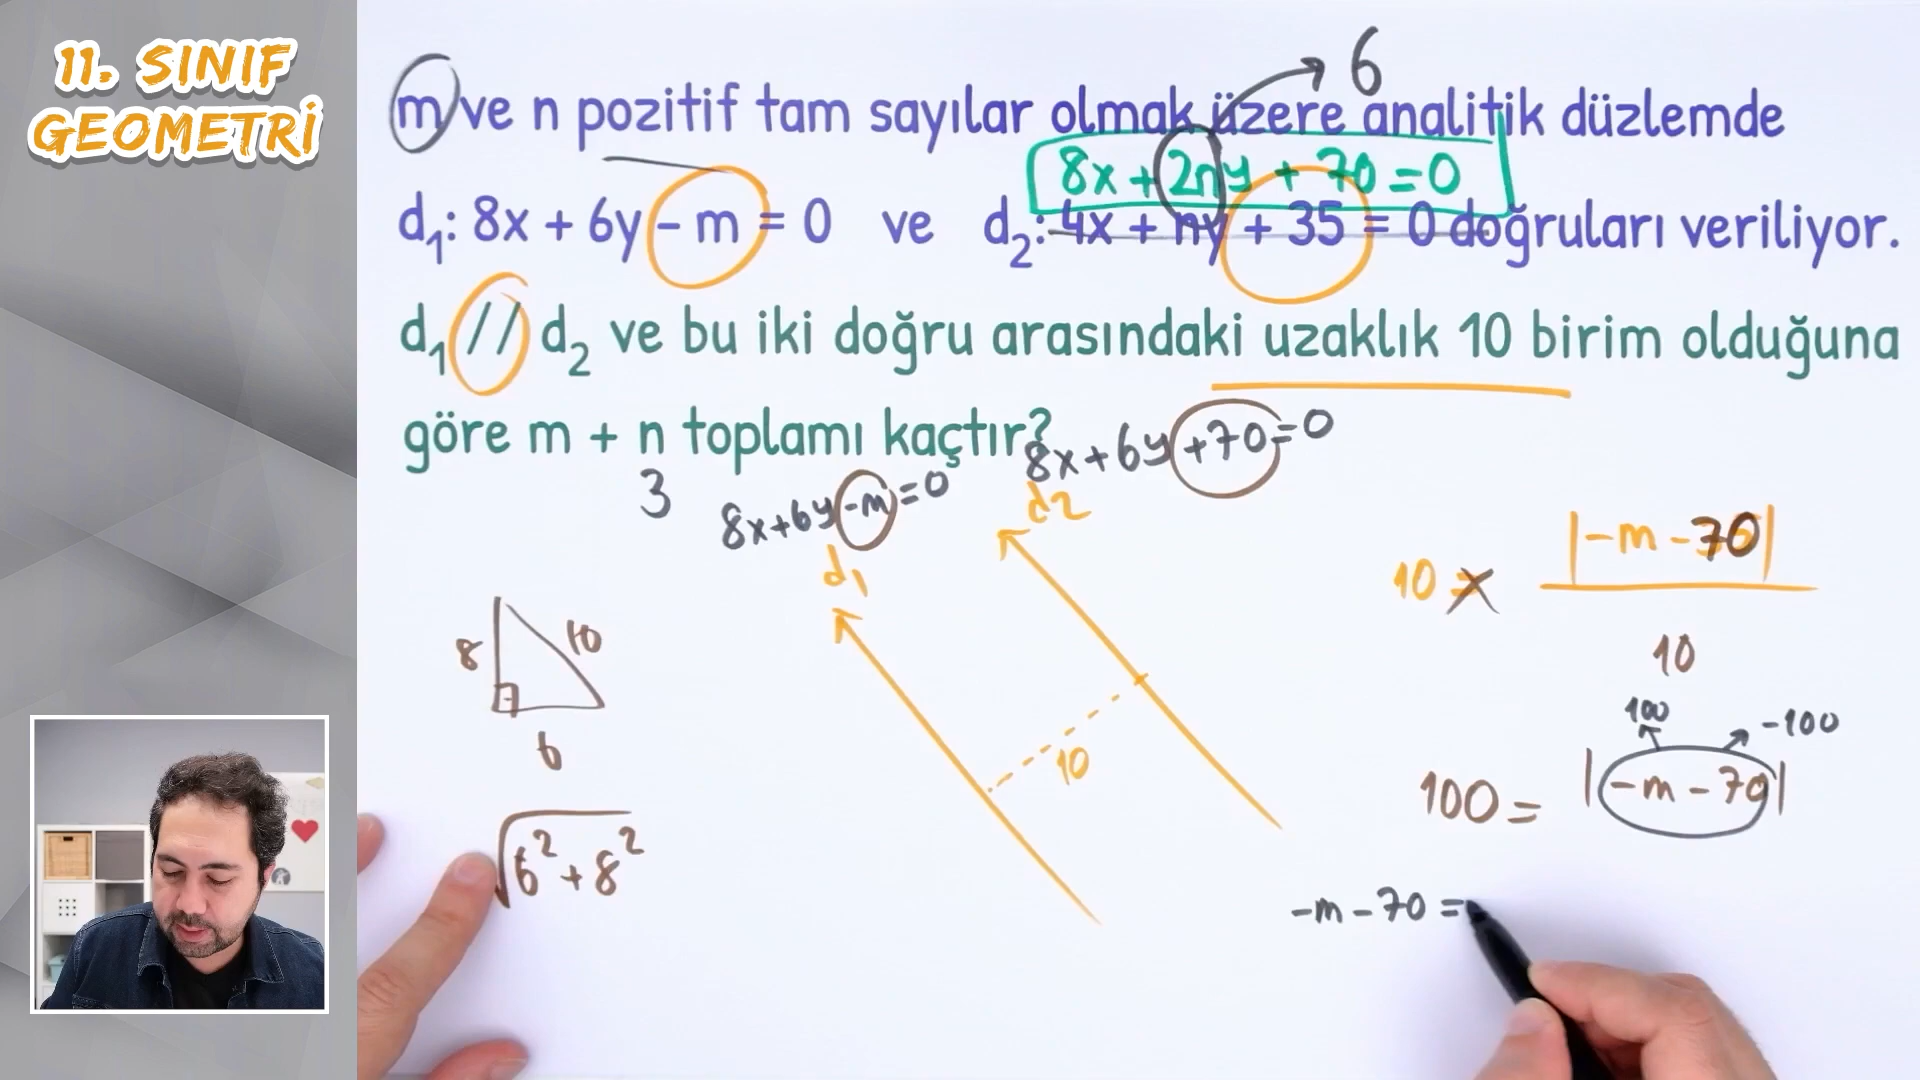 11. SINIF
GEOMETRİ
6
m ve n pozitif tam sayılar olmak üzere analitik düzlemde
8x + 2ny + 70 = 0
d₁: 8x + 6y - m = 0 ve d₂: 4x + ny + 35 = 0 doğruları veriliyor.
d₁ // d₂ ve bu iki doğru arasındaki uzaklık 10 birim olduğuna
göre m + n toplamı kaçtır?
8x+6y+70=0
3
8x+6y-m=0
d2
d1
10 = |-m - 70|
10
8
10
6
10
100
-100
100 = |-m - 70|
√6² + 8²
-m - 70 =